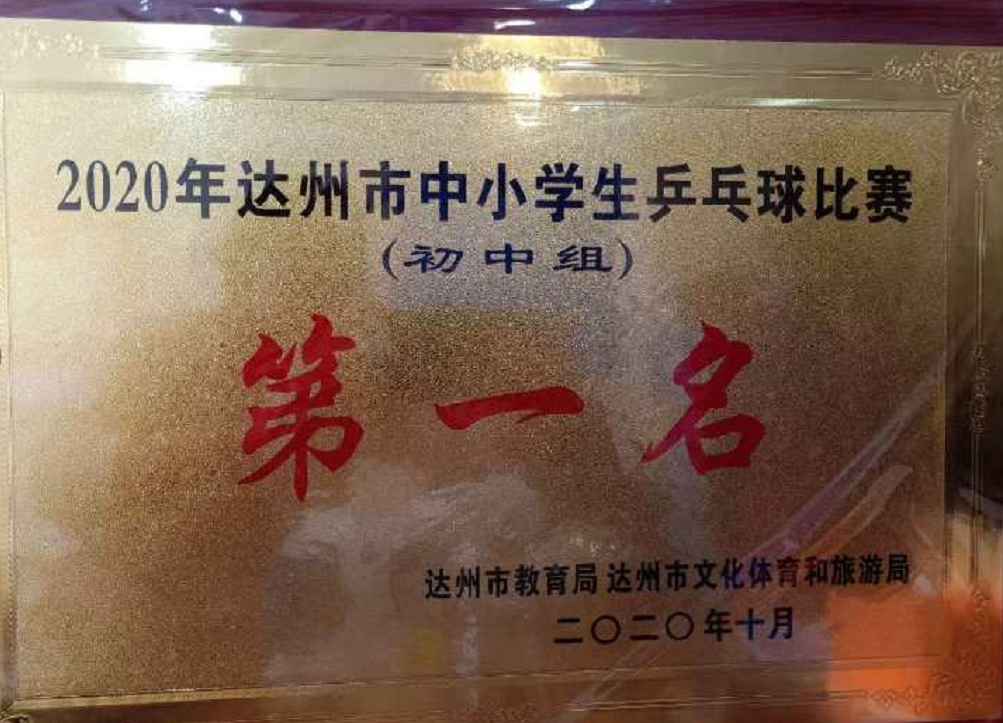 2020年达州市中小学生乒乓球比赛
(初中组)
第一名
达州市教育局 达州市文化体育和旅游局
二〇二〇年十月